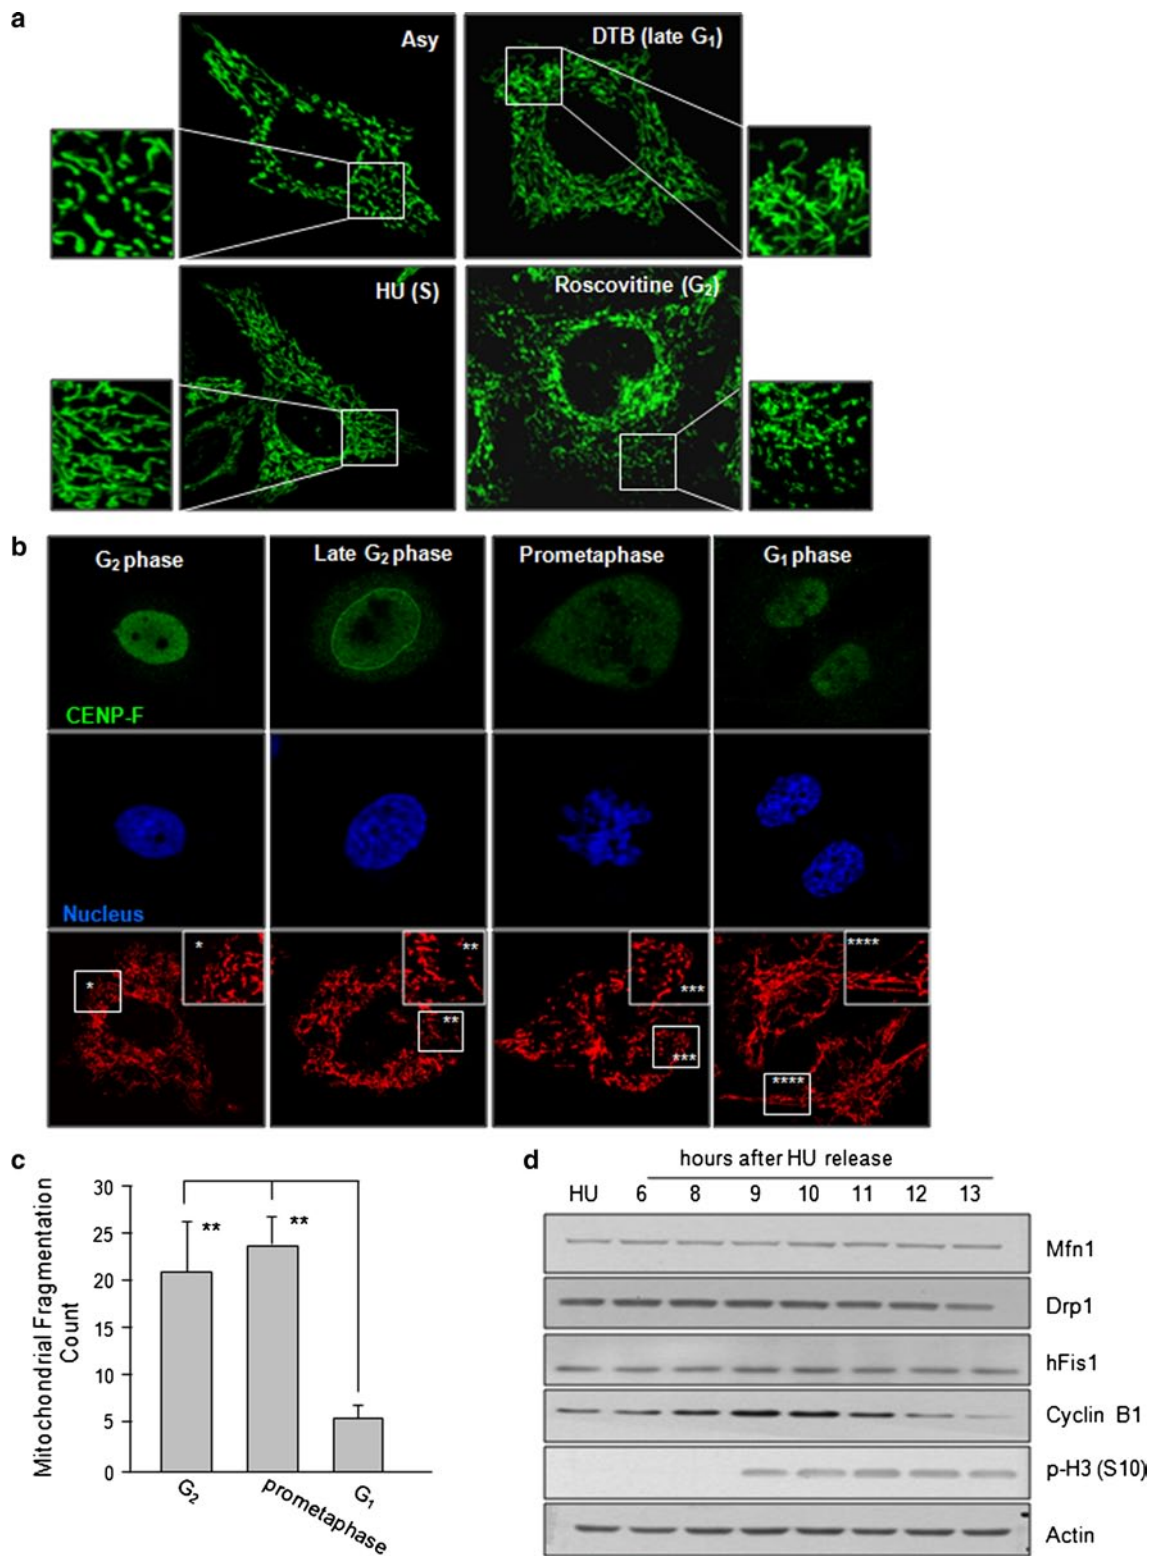 a
Asy
DTB (late G₁)
HU (S)
Roscovitine (G₂)
b
G₂ phase
Late G₂ phase
Prometaphase
G₁ phase
CENP-F
Nucleus
*
*
**
**
***
***
****
****
c
Mitochondrial Fragmentation
Count
30
25
20
15
10
5
0
**
**
G₂
prometaphase
G₁
d
hours after HU release
HU 6 8 9 10 11 12 13
Mfn1
Drp1
hFis1
Cyclin B1
p-H3 (S10)
Actin